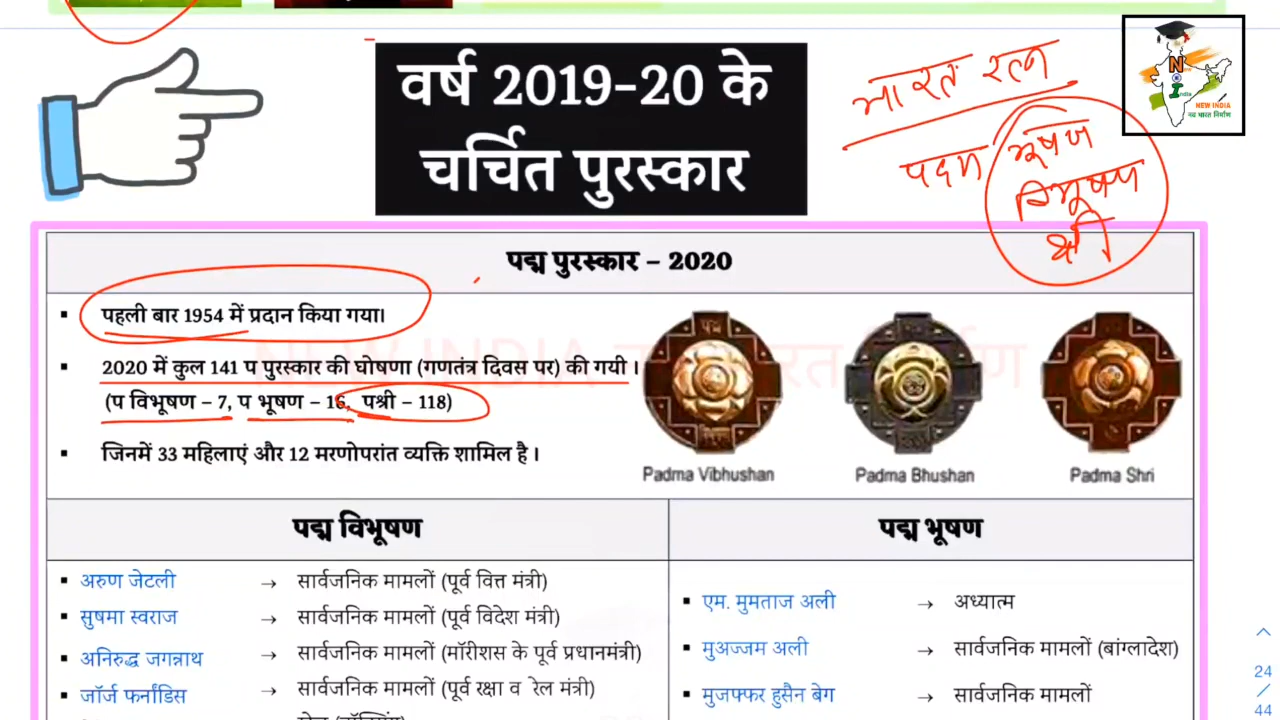 वर्ष 2019-20 के
चर्चित पुरस्कार
भारत रत्न
पदम भूषण
विभूषण
श्री
N
India
NEW INDIA
नव भारत निर्माण
पद्म पुरस्कार – 2020
▪ पहली बार 1954 में प्रदान किया गया।
▪ 2020 में कुल 141 प पुरस्कार की घोषणा (गणतंत्र दिवस पर) की गयी ।
(प विभूषण – 7, प भूषण – 16, पश्री – 118)
▪ जिनमें 33 महिलाएं और 12 मरणोपरांत व्यक्ति शामिल है ।
Padma Vibhushan
Padma Bhushan
Padma Shri
पद्म विभूषण
▪ अरुण जेटली → सार्वजनिक मामलों (पूर्व वित्त मंत्री)
▪ सुषमा स्वराज → सार्वजनिक मामलों (पूर्व विदेश मंत्री)
▪ अनिरुद्ध जगन्नाथ → सार्वजनिक मामलों (मॉरीशस के पूर्व प्रधानमंत्री)
▪ जॉर्ज फर्नांडिस → सार्वजनिक मामलों (पूर्व रक्षा व रेल मंत्री)
पद्म भूषण
▪ एम. मुमताज अली → अध्यात्म
▪ मुअज्जम अली → सार्वजनिक मामलों (बांग्लादेश)
▪ मुजफ्फर हुसैन बेग → सार्वजनिक मामलों
24
/
44